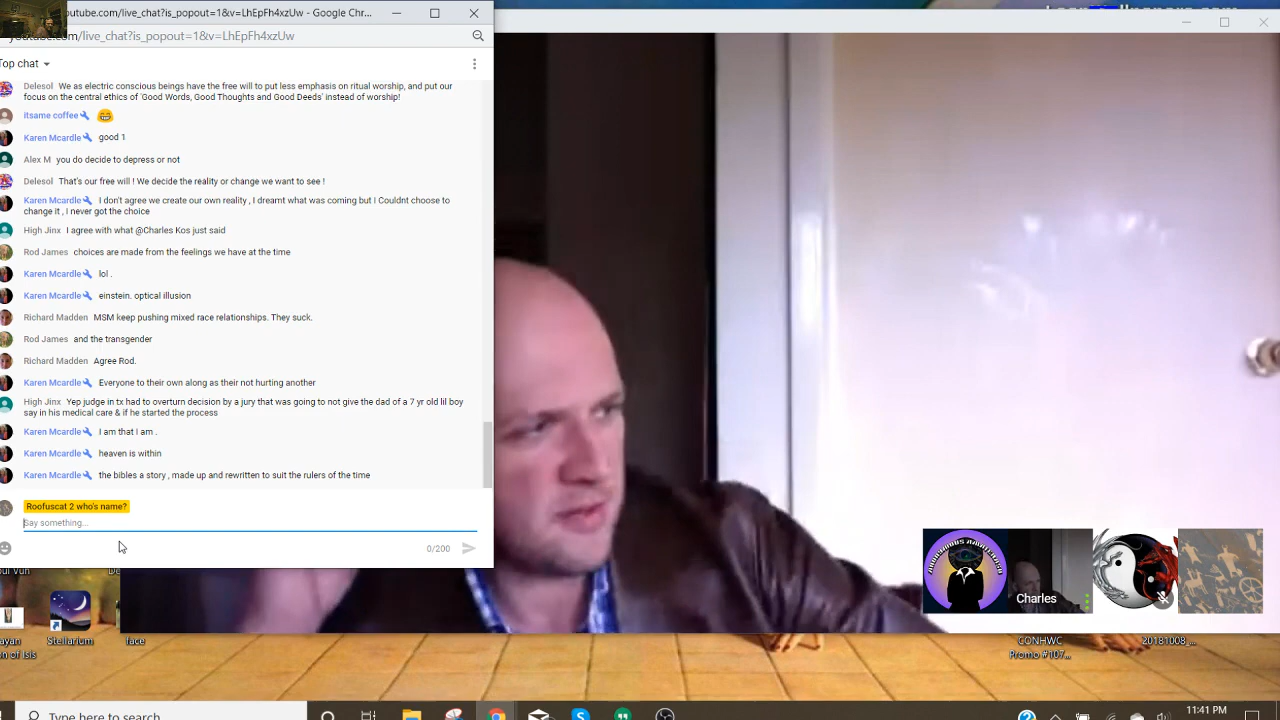 youtube.com/live_chat?is_popout=1&v=LhEpFh4xzUw - Google Chr...
youtube.com/live_chat?is_popout=1&v=LhEpFh4xzUw
Top chat
Delesol We as electric conscious beings have the free will to put less emphasis on ritual worship, and put our
focus on the central ethics of 'Good Words, Good Thoughts and Good Deeds' instead of worship!
itsame coffee 😁
Karen Mcardle good 1
Alex M you do decide to depress or not
Delesol That's our free will ! We decide the reality or change we want to see !
Karen Mcardle I don't agree we create our own reality , I dreamt what was coming but I Couldnt choose to
change it , I never got the choice
High Jinx I agree with what @Charles Kos just said
Rod James choices are made from the feelings we have at the time
Karen Mcardle lol .
Karen Mcardle einstein. optical illusion
Richard Madden MSM keep pushing mixed race relationships. They suck.
Rod James and the transgender
Richard Madden Agree Rod.
Karen Mcardle Everyone to their own along as their not hurting another
High Jinx Yep judge in tx had to overturn decision by a jury that was going to not give the dad of a 7 yr old lil boy
say in his medical care & if he started the process
Karen Mcardle I am that I am .
Karen Mcardle heaven is within
Karen Mcardle the bibles a story , made up and rewritten to suit the rulers of the time
Roofuscat 2 who's name?
Say something...
0/200
Charles
Stellarium
face
ayan
on of Isis
CONHWC
Promo #107...
20181008_...
Type here to search
11:41 PM